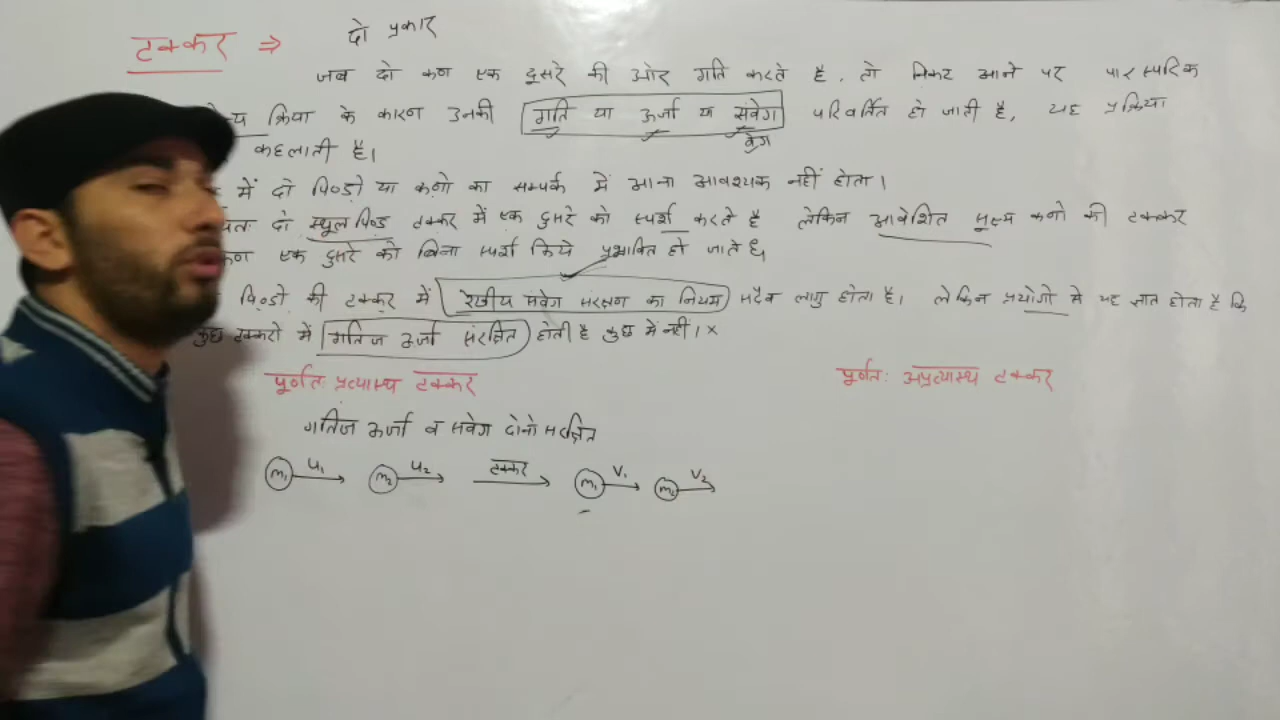 टक्कर ⇒ दो प्रकार
जब दो कण एक दूसरे की ओर गति करते है, तो निकट आने पर पारस्परिक
य क्रिया के कारण उनकी गति या ऊर्जा या संवेग परिवर्तित हो जाती है, यह प्रक्रिया
वेग
कहलाती है।
में दो पिण्डो या कणो का सम्पर्क में आना आवश्यक नहीं होता।
दो स्थूल पिण्ड टक्कर में एक दुसरे को स्पर्श करते है लेकिन आवेशित सूक्ष्म कणो की टक्कर
एक दुसरे को बिना स्पर्श किये प्रभावित हो जाते है,
पिण्डो की टक्कर में रेखीय संवेग संरक्षण का नियम सदैव लागु होता है। लेकिन प्रयोगो से यह ज्ञात होता है कि
कुछ टक्करो में गतिज ऊर्जा संरक्षित होती है कुछ में नहीं। ×
पूर्णतः प्रत्यास्थ टक्कर
पूर्णतः अप्रत्यास्थ टक्कर
गतिज ऊर्जा व संवेग दोनो संरक्षित
m₁ u₁ m₂ u₂ टक्कर m₁ v₁ m₂ v₂